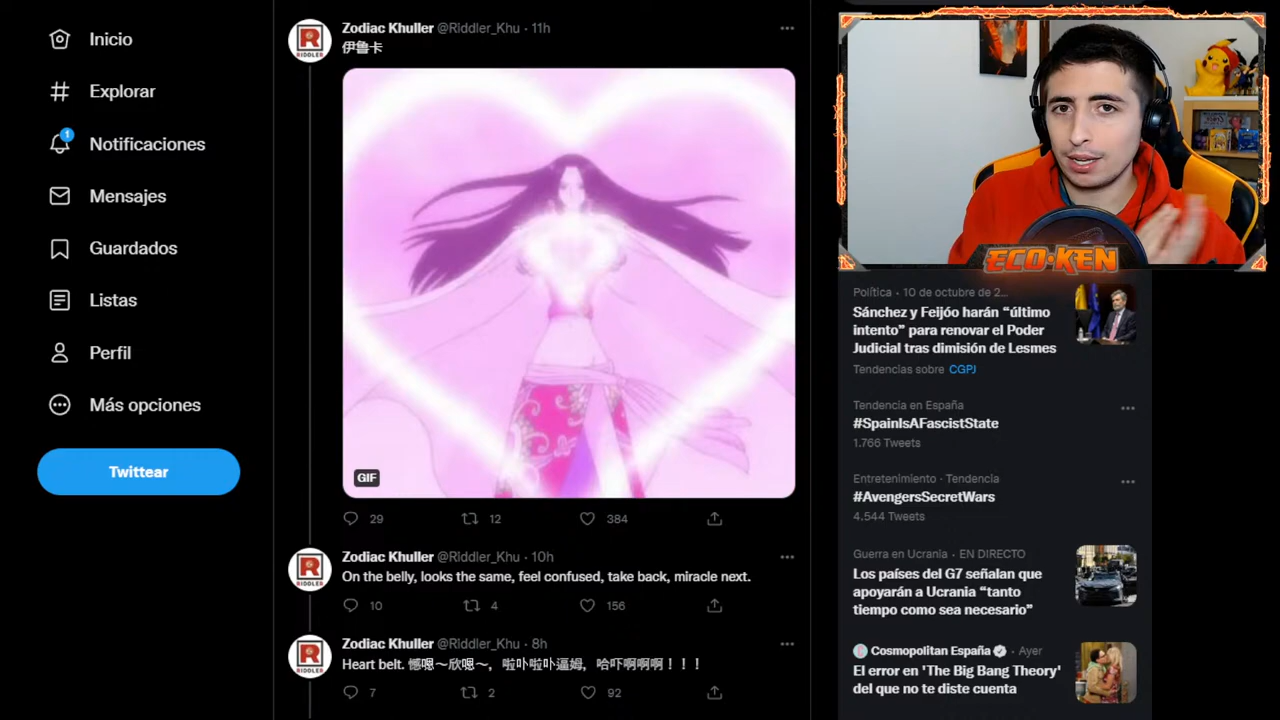 Inicio
Explorar
1
Notificaciones
Mensajes
Guardados
Listas
Perfil
Más opciones
Twittear
RIDDLER
Zodiac Khuller @Riddler_Khu · 11h
伊鲁卡
GIF
29 12 384
RIDDLER
Zodiac Khuller @Riddler_Khu · 10h
On the belly, looks the same, feel confused, take back, miracle next.
10 4 156
RIDDLER
Zodiac Khuller @Riddler_Khu · 8h
Heart belt. 憾嗯～欣嗯～，啦卟啦卟逼姆，哈吓啊啊啊！！！
7 2 92
ECO·KEN
Política · 10 de octubre de 2...
Sánchez y Feijóo harán “último
intento” para renovar el Poder
Judicial tras dimisión de Lesmes
Tendencias sobre CGPJ
Tendencia en España
#SpainIsAFascistState
1.766 Tweets
Entretenimiento · Tendencia
#AvengersSecretWars
4.544 Tweets
Guerra en Ucrania · EN DIRECTO
Los países del G7 señalan que
apoyarán a Ucrania “tanto
tiempo como sea necesario”
Cosmopolitan España · Ayer
El error en 'The Big Bang Theory'
del que no te diste cuenta